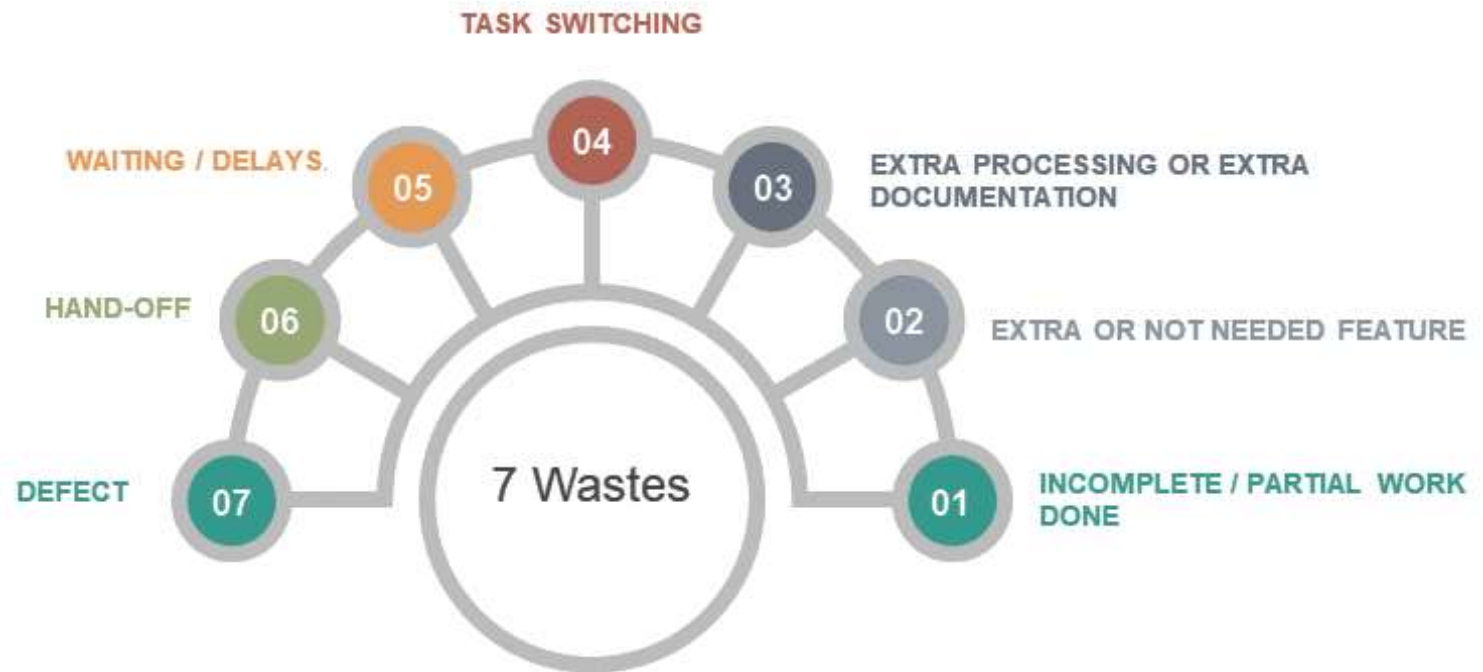 TASK SWITCHING
WAITING / DELAYS.
04
EXTRA PROCESSING OR EXTRA
DOCUMENTATION
05
03
HAND-OFF
06
02
EXTRA OR NOT NEEDED FEATURE
DEFECT
07
7 Wastes
01
INCOMPLETE / PARTIAL WORK
DONE